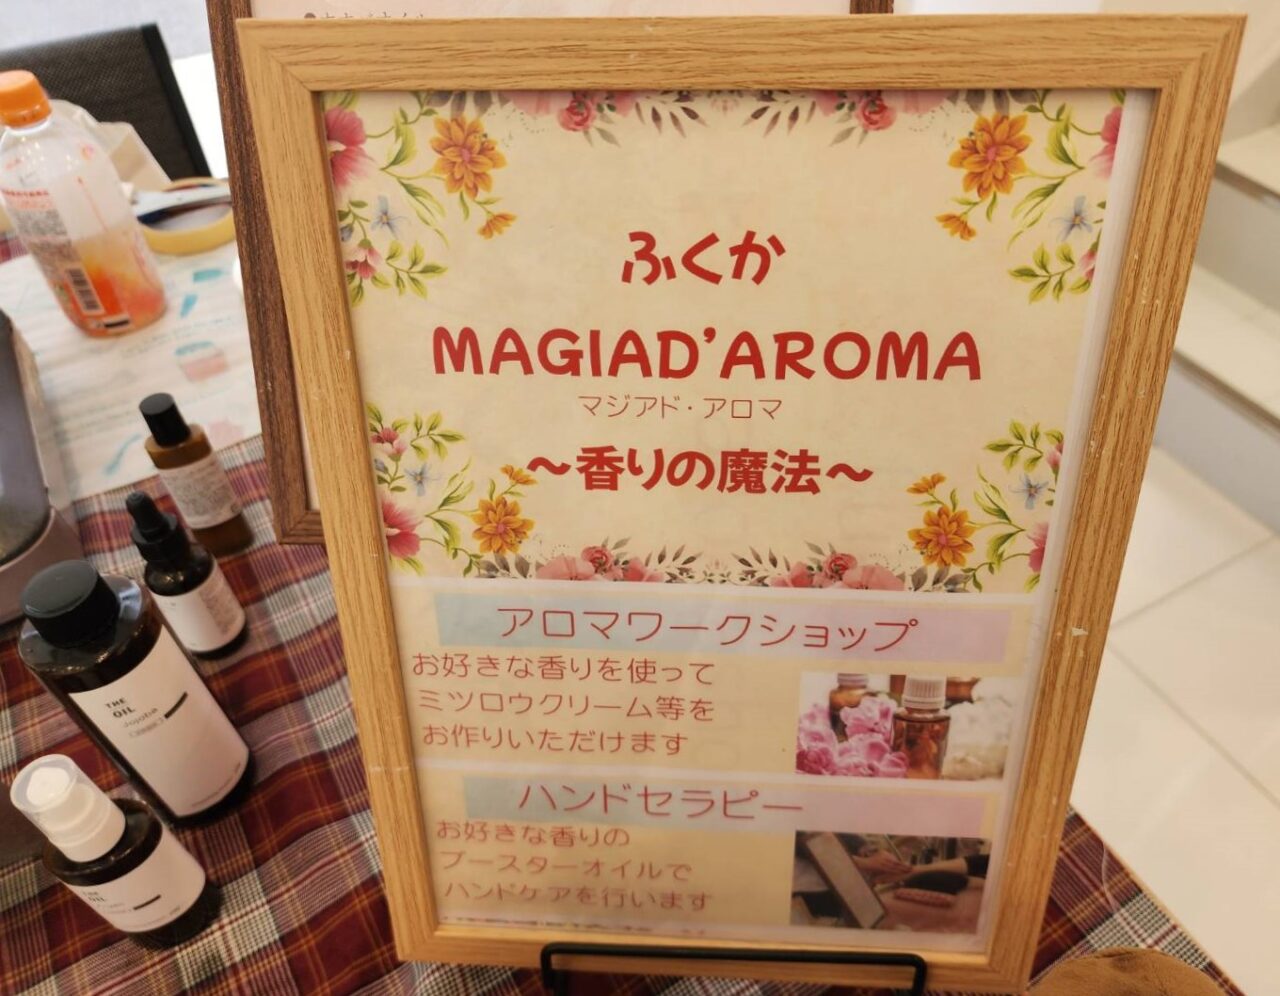 ふくか
MAGIAD'AROMA
マジアド・アロマ
～香りの魔法～
アロマワークショップ
お好きな香りを使って
ミツロウクリーム等を
お作りいただけます
ハンドセラピー
お好きな香りの
ブースターオイルで
ハンドケアを行います
THE
OIL
Jojoba
THE
OIL